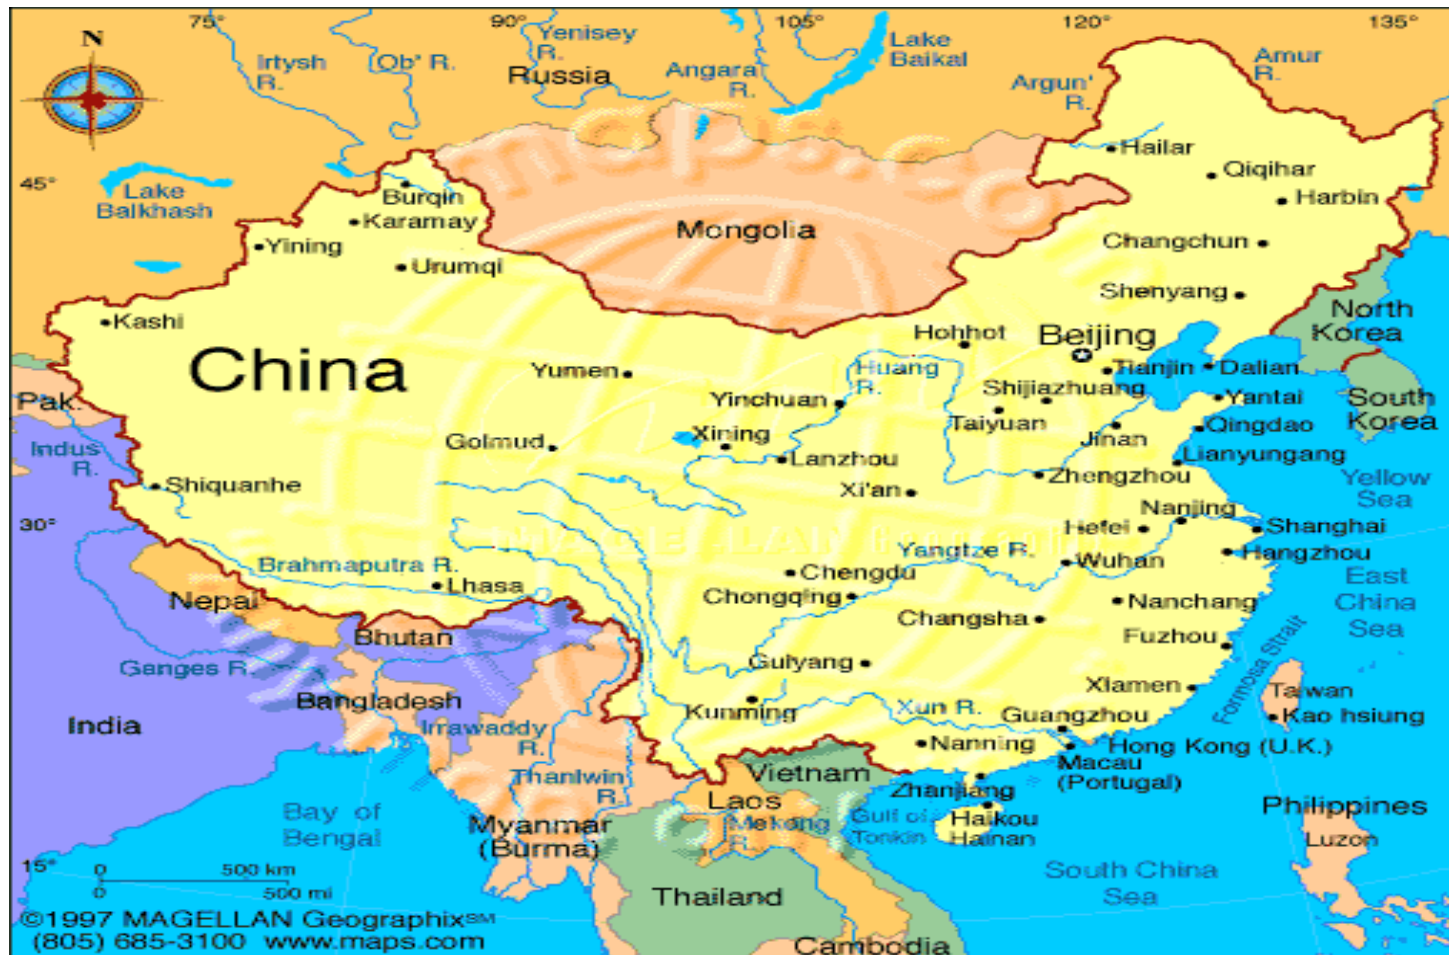 75°
90°
105°
120°
135°
N
Irtysh
R.
Ob' R.
Yenisey
R.
Russia
Angara
R.
Lake
Baikal
Argun'
R.
Amur
R.
45°
Lake
Balkhash
Burqin
Karamay
Yining
Urumqi
Mongolia
Hailar
Qiqihar
Harbin
Changchun
Shenyang
Kashi
China
Yumen
Hohhot
Beijing
Huang
R.
Tianjin
Dalian
North
Korea
Pak.
Yinchuan
Shijiazhuang
Yantai
South
Korea
Indus
R.
Golmud
Xining
Taiyuan
Jinan
Qingdao
Lanzhou
Lianyungang
Shiquanhe
Xi'an
Zhengzhou
Yellow
Sea
30°
MAGELLAN Geographix
Nanjing
Hefei
Shanghai
Brahmaputra R.
Lhasa
Yangtze R.
Wuhan
Hangzhou
Chengdu
Chongqing
East
China
Sea
Nepal
Nanchang
Changsha
Bhutan
Fuzhou
Formosa Strait
Ganges R.
Guiyang
Xiamen
Taiwan
Bangladesh
Kunming
Xun R.
Guangzhou
Kao hsiung
India
Irrawaddy
R.
Nanning
Hong Kong (U.K.)
Macau
(Portugal)
Vietnam
Thanlwin
R.
Zhanjiang
Laos
Bay of
Bengal
Mekong
R.
Gulf of
Tonkin
Haikou
Hainan
Philippines
Luzon
Myanmar
(Burma)
South China
Sea
15°
0
500 km
0
500 mi
Thailand
©1997 MAGELLAN Geographix℠
(805) 685-3100 www.maps.com
Cambodia